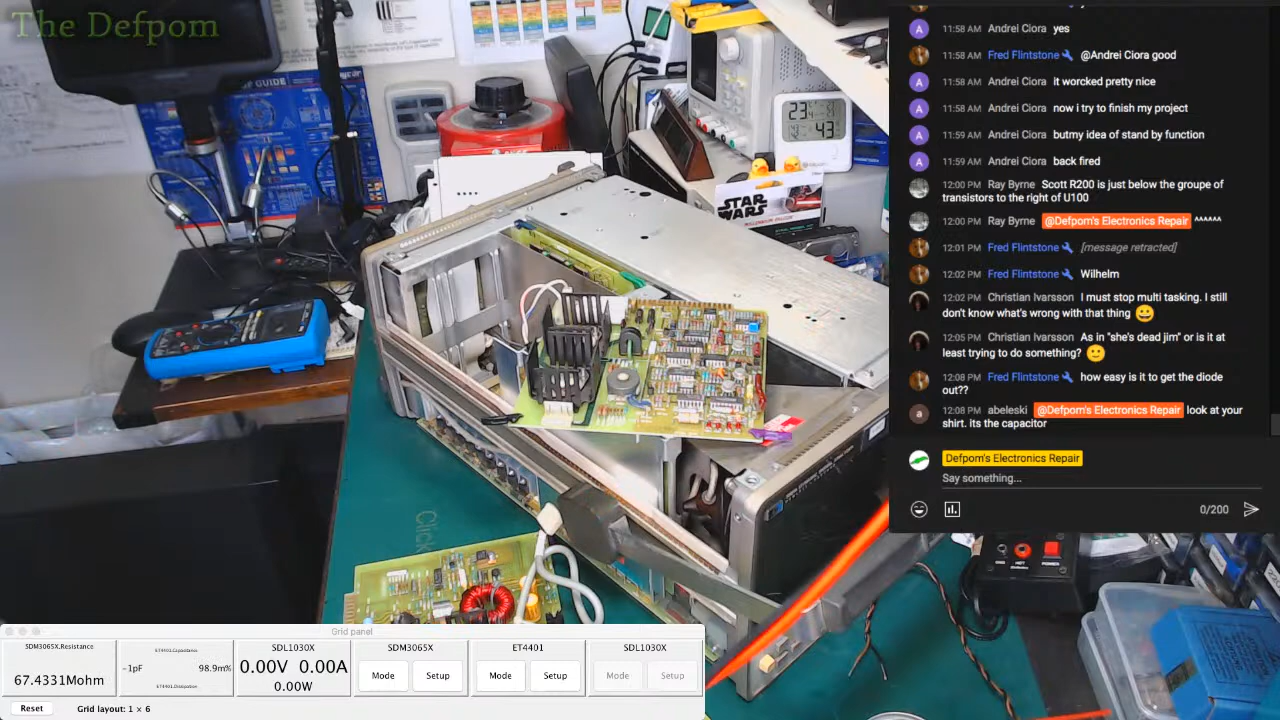 The Defpom
GUIDE
23.4
43
STAR
WARS
Click
11:58 AM Andrei Ciora yes
11:58 AM Fred Flintstone @Andrei Ciora good
11:58 AM Andrei Ciora it worcked pretty nice
11:58 AM Andrei Ciora now i try to finish my project
11:59 AM Andrei Ciora butmy idea of stand by function
11:59 AM Andrei Ciora back fired
12:00 PM Ray Byrne Scott R200 is just below the groupe of
transistors to the right of U100
12:00 PM Ray Byrne @Defpom's Electronics Repair ^^^^^^
12:01 PM Fred Flintstone [message retracted]
12:02 PM Fred Flintstone Wilhelm
12:02 PM Christian Ivarsson I must stop multi tasking. I still
don't know what's wrong with that thing
12:05 PM Christian Ivarsson As in "she's dead jim" or is it at
least trying to do something?
12:08 PM Fred Flintstone how easy is it to get the diode
out??
12:08 PM abeleski @Defpom's Electronics Repair look at your
shirt. its the capacitor
Defpom's Electronics Repair
Say something...
0/200
POWER
Grid panel
SDM3065X.Resistance
67.4331Mohm
ET4401.Capacitance
-1pF 98.9m%
ET4401.Dissipation
SDL1030X
0.00V 0.00A
0.00W
SDM3065X
Mode Setup
ET4401
Mode Setup
SDL1030X
Mode Setup
Reset Grid layout: 1 × 6